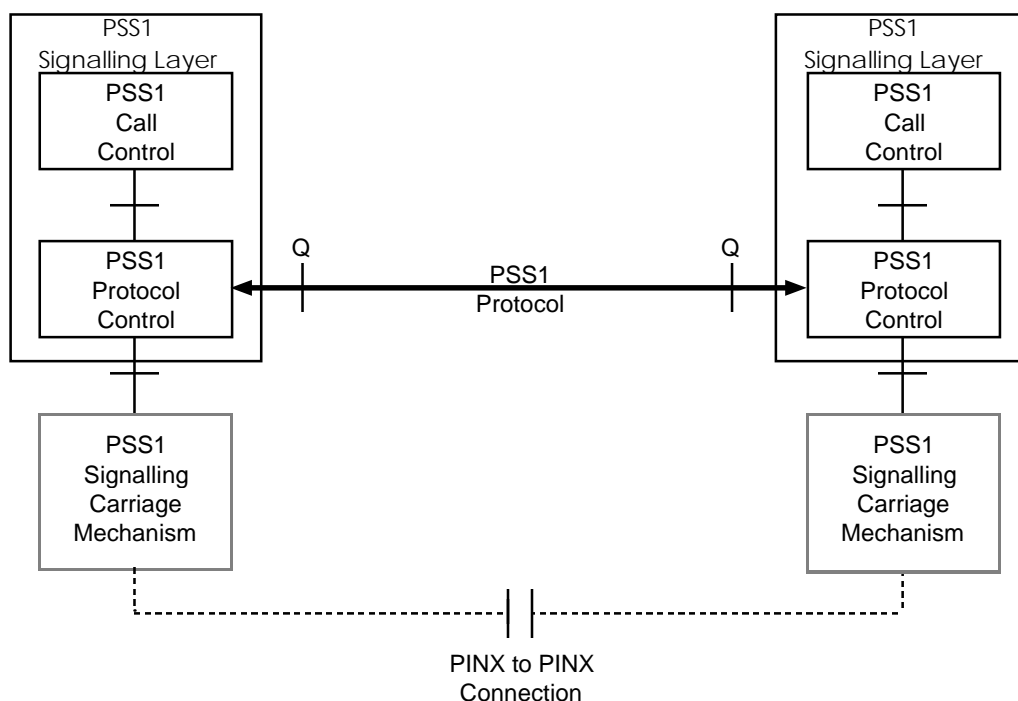 PSS1
Signalling Layer
PSS1
Call
Control
PSS1
Protocol
Control
PSS1
Signalling
Carriage
Mechanism
Q
PSS1
Protocol
Q
PSS1
Signalling Layer
PSS1
Call
Control
PSS1
Protocol
Control
PSS1
Signalling
Carriage
Mechanism
PINX to PINX
Connection